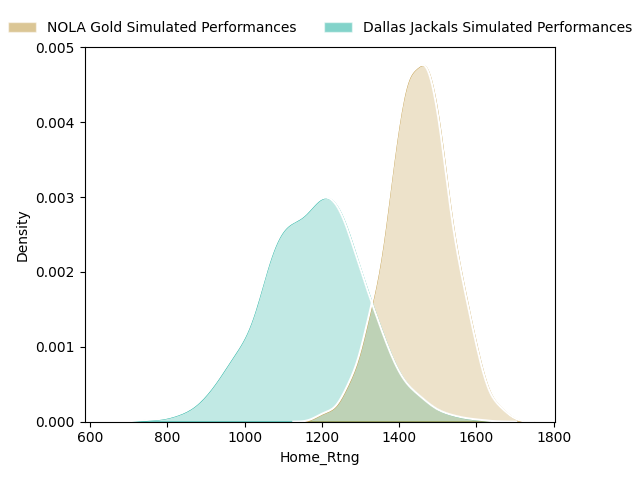 NOLA Gold Simulated Performances Dallas Jackals Simulated Performances
0.005
0.004
0.003
0.002
0.001
0.000
Density
600 800 1000 1200 1400 1600 1800
Home_Rtng